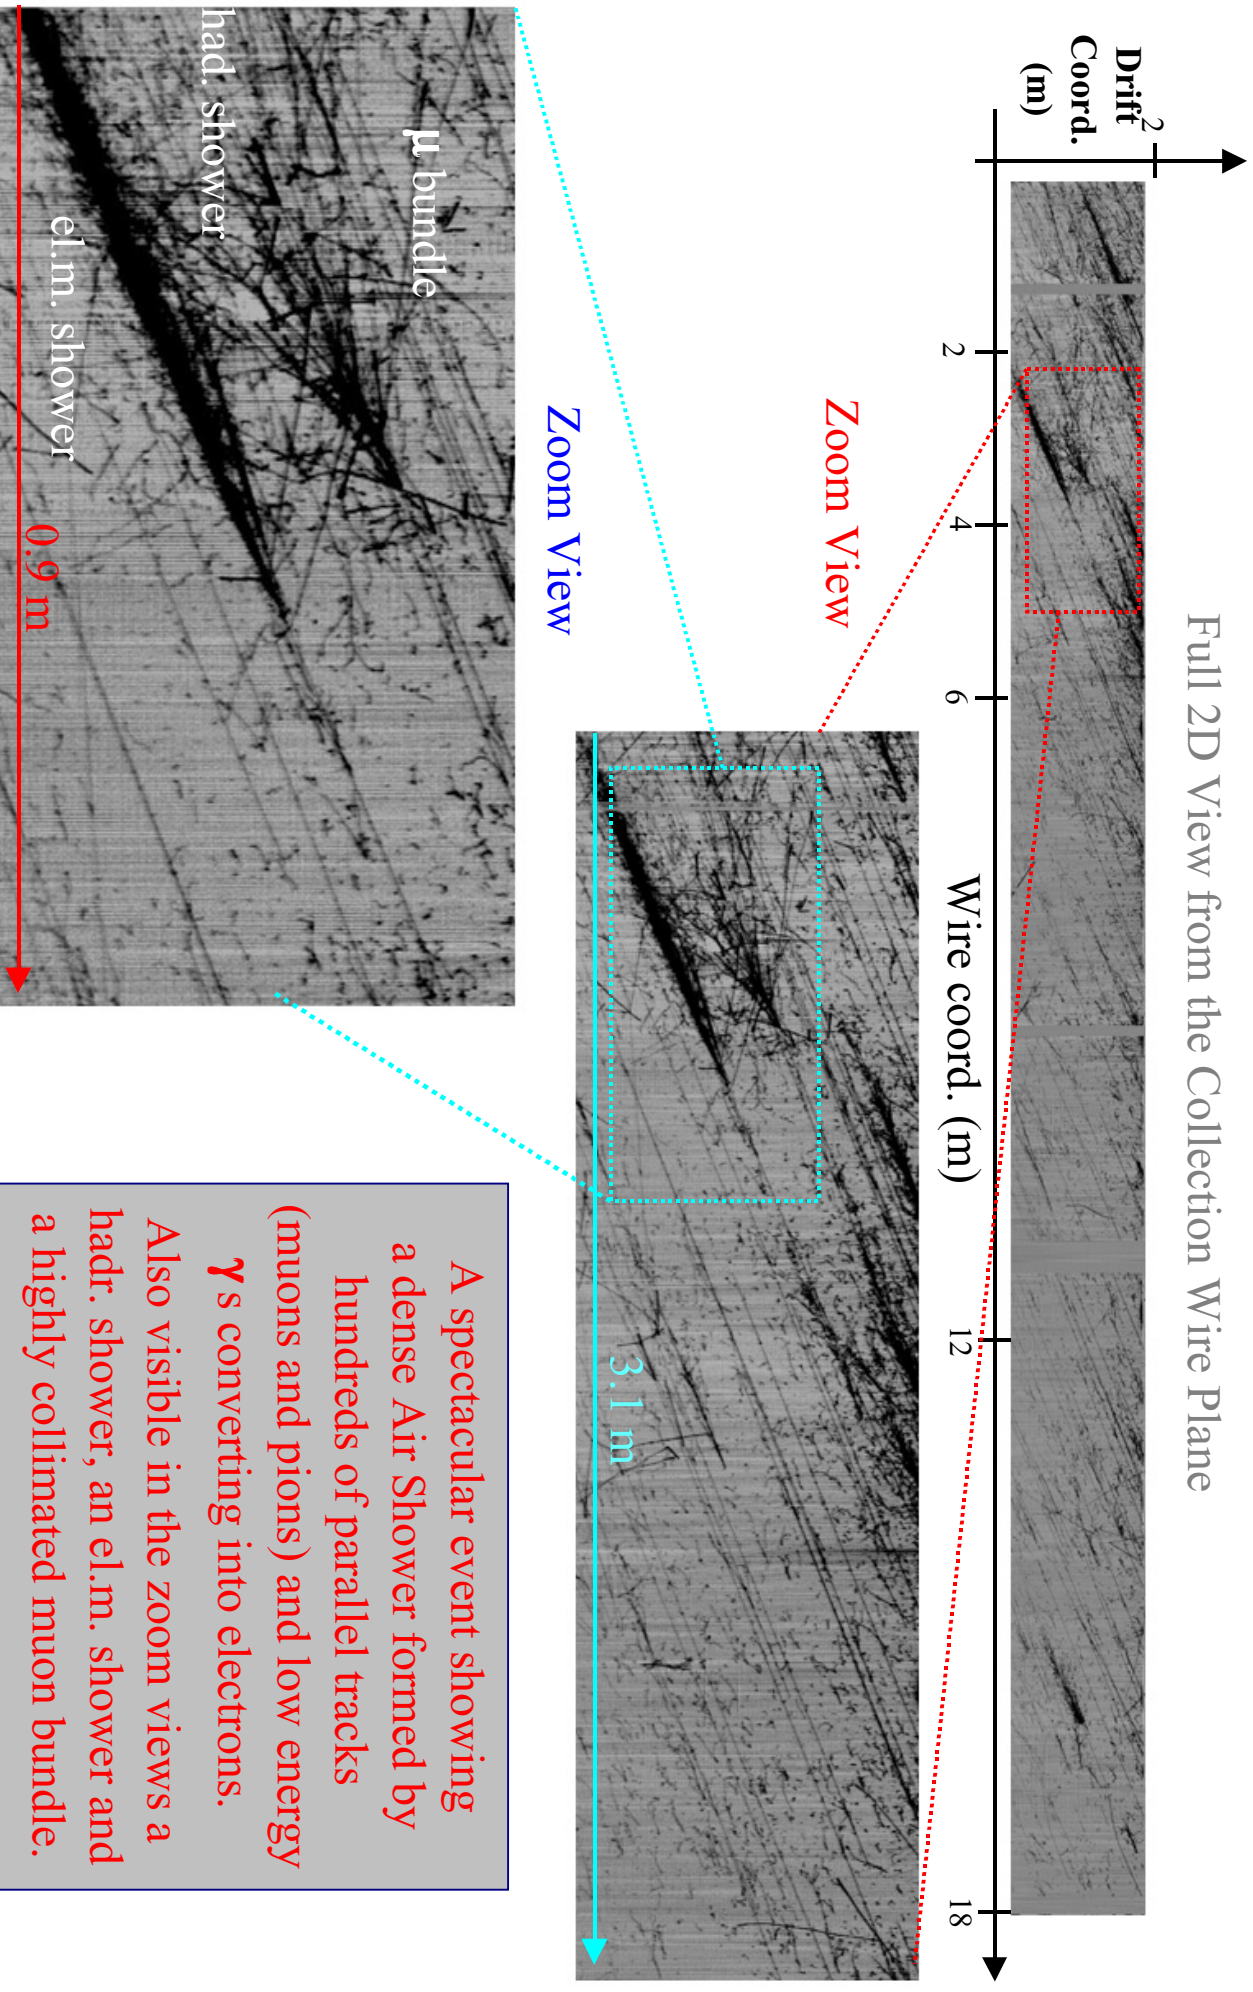 Full 2D View from the Collection Wire Plane
Drift
Coord.
(m)
2
2
4
6
12
18
Wire coord. (m)
Zoom View
3.1 m
Zoom View
μ bundle
had. shower
el.m. shower
0.9 m
A spectacular event showing
a dense Air Shower formed by
hundreds of parallel tracks
(muons and pions) and low energy
γ s converting into electrons.
Also visible in the zoom views a
hadr. shower, an el.m. shower and
a highly collimated muon bundle.